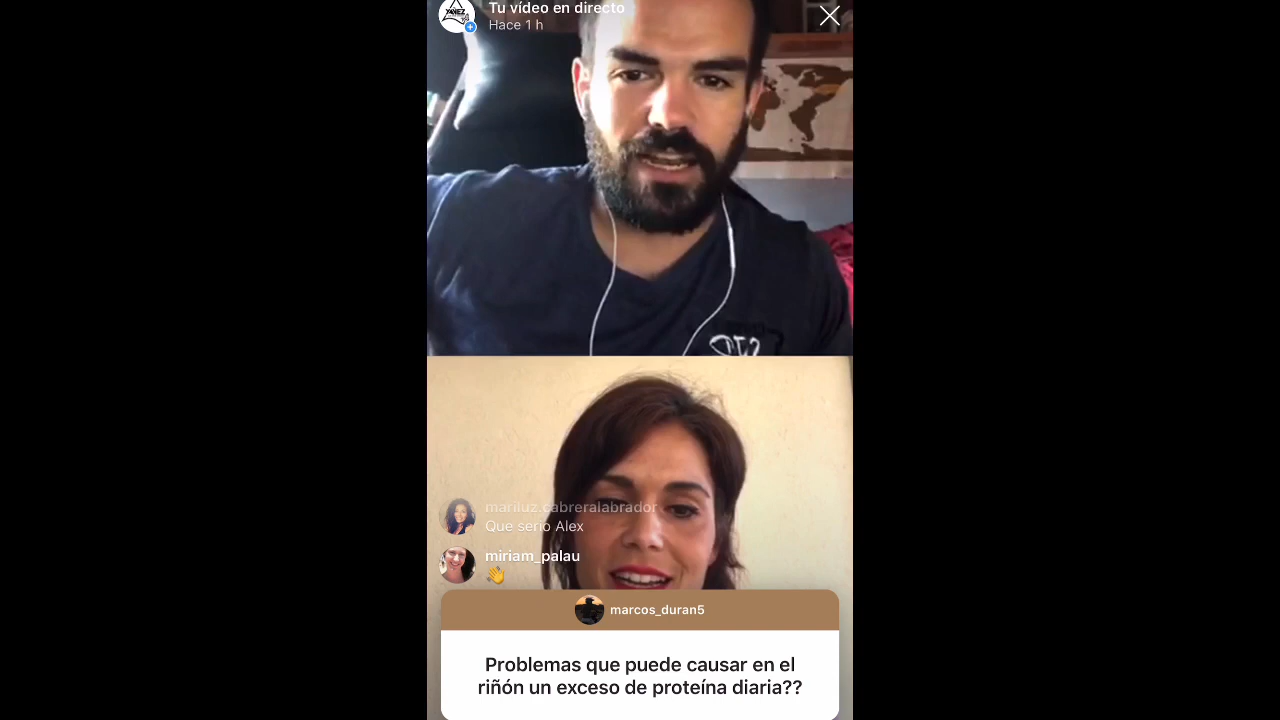 YAÑEZ
Tu vídeo en directo
Hace 1 h
mariluz.cabreralabrador
Que serio Alex
miriam_palau
👋
marcos_duran5
Problemas que puede causar en el
riñón un exceso de proteína diaria??